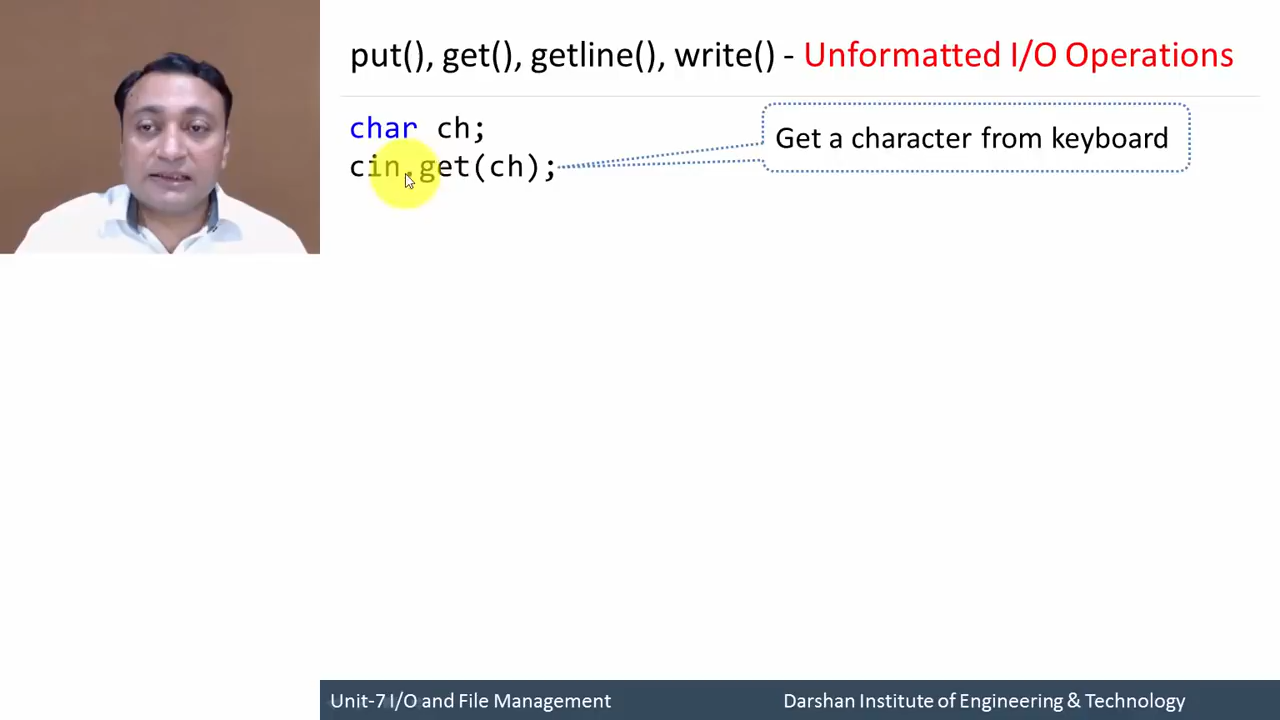 put(), get(), getline(), write() - Unformatted I/O Operations
char ch;
cin.get(ch);
Get a character from keyboard
Unit-7 I/O and File Management
Darshan Institute of Engineering & Technology